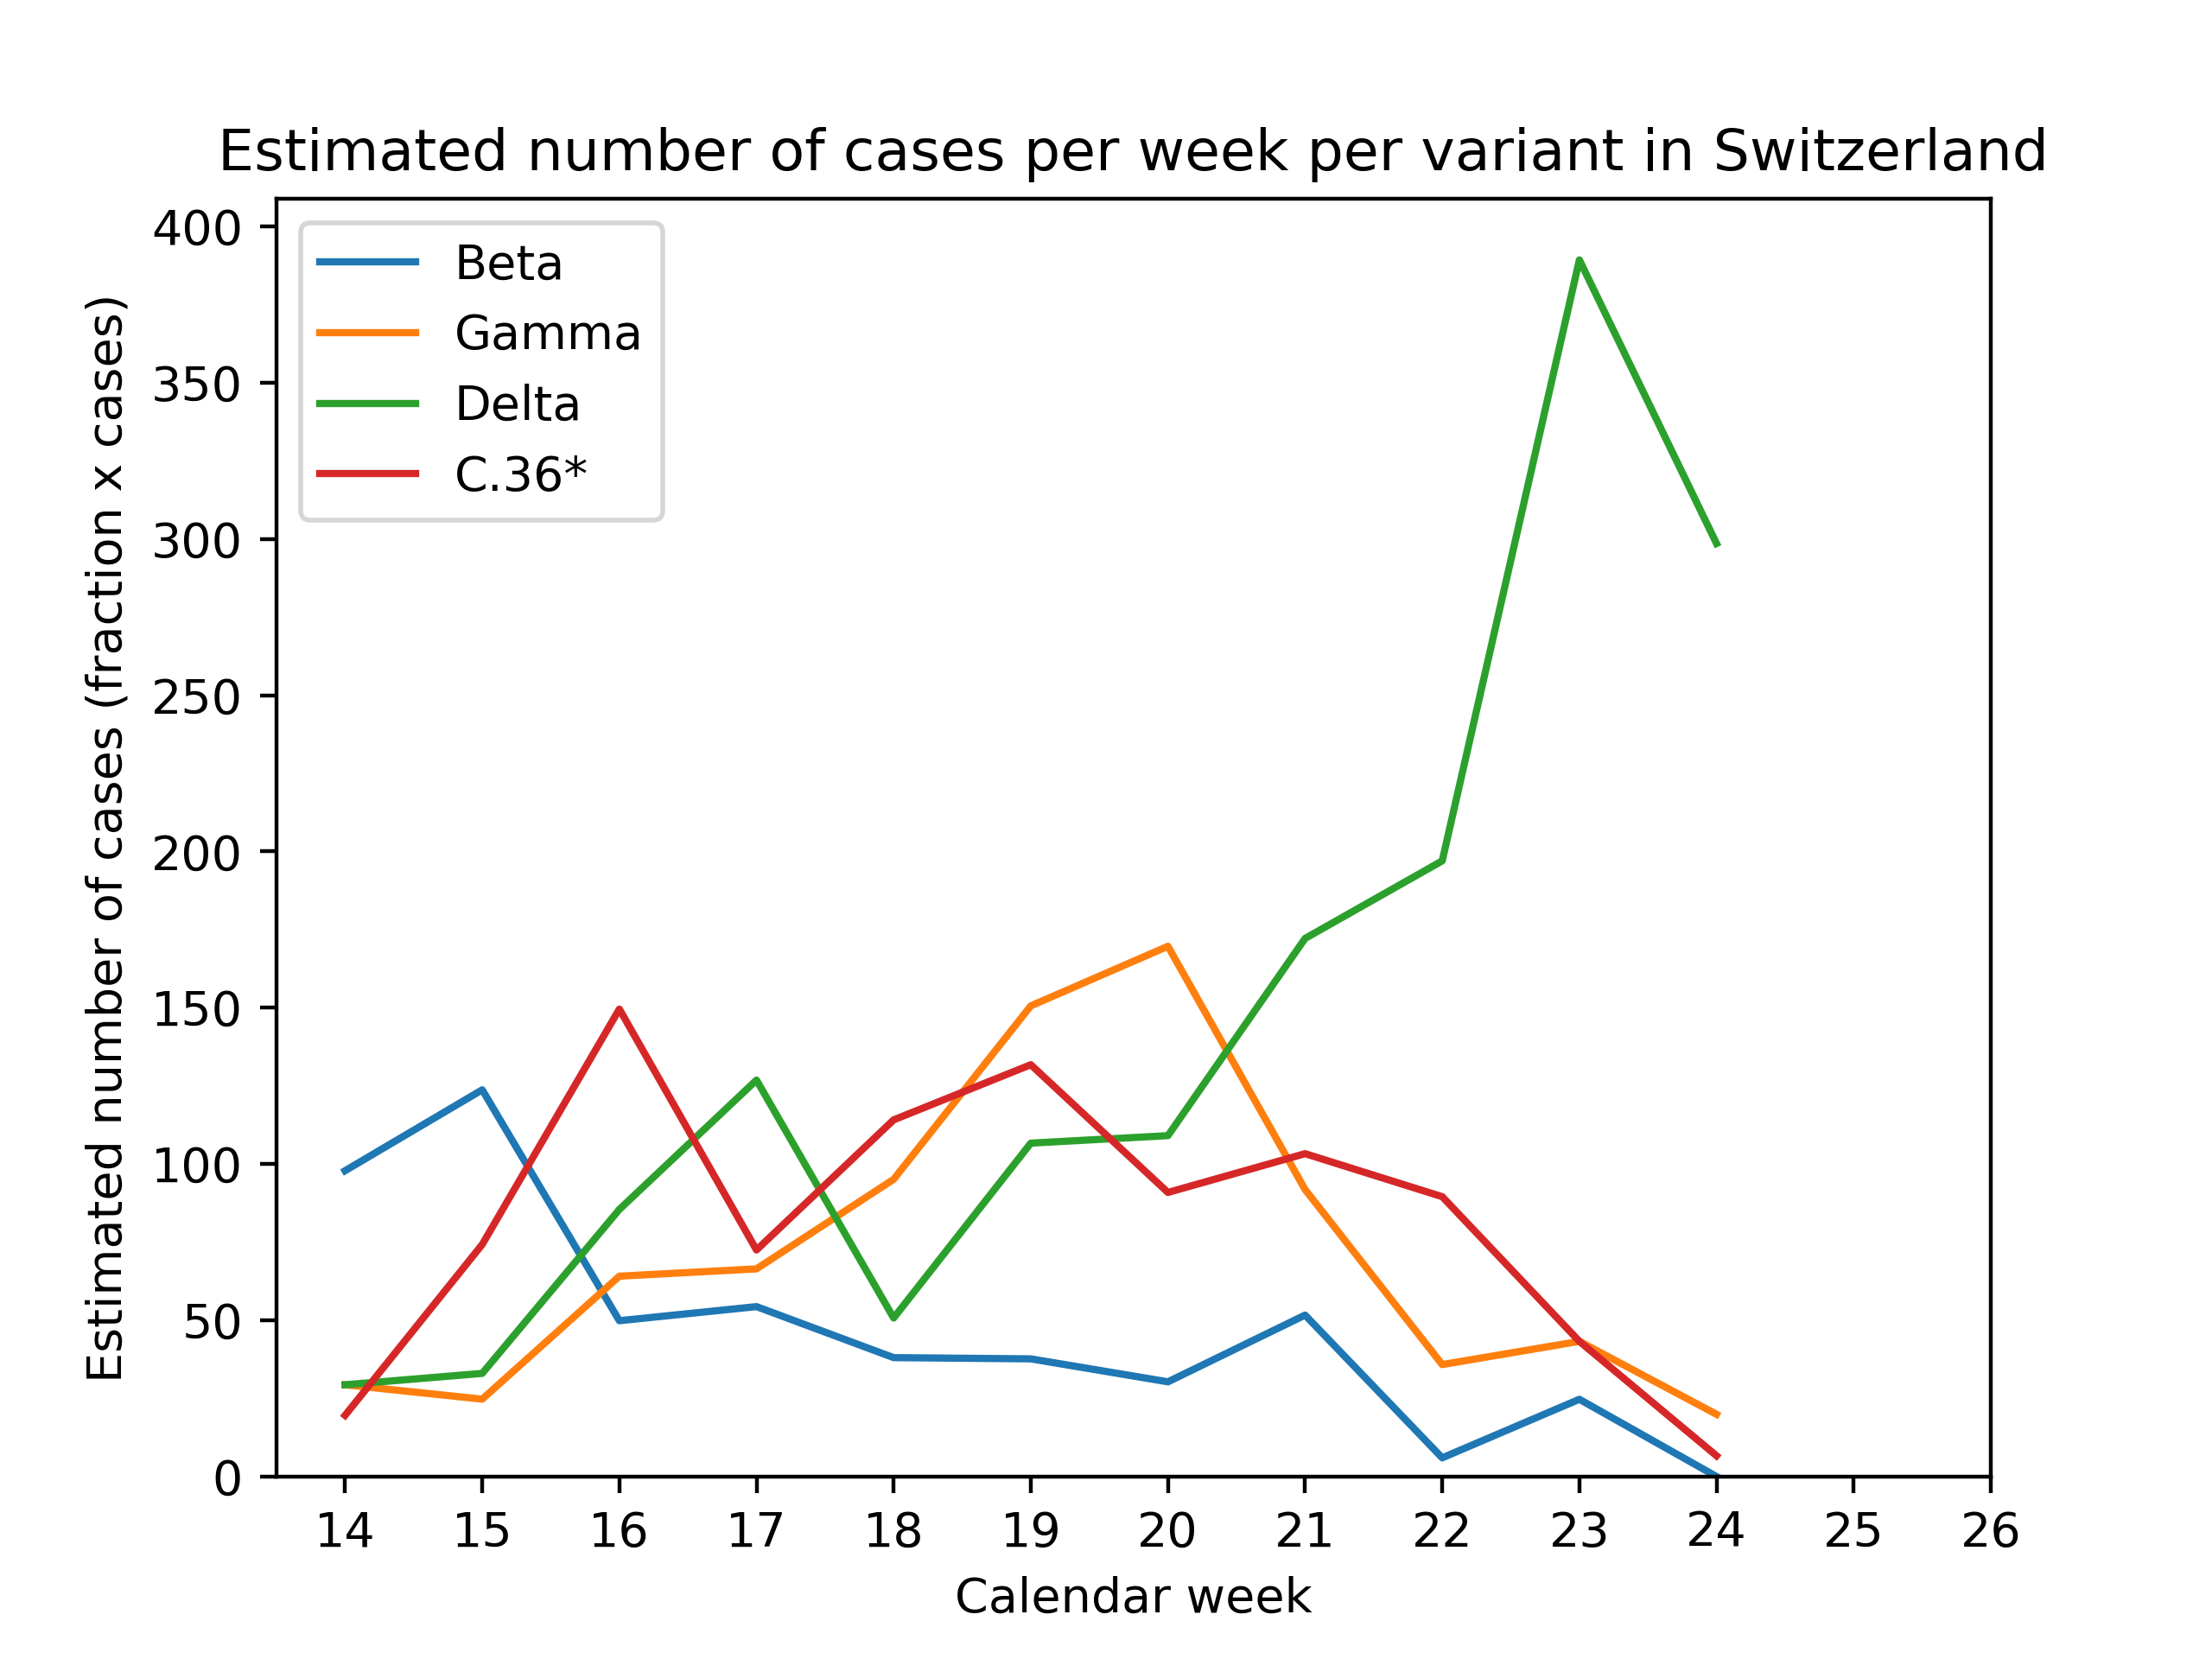 Estimated number of cases per week per variant in Switzerland
Estimated number of cases (fraction x cases)
400
350
300
250
200
150
100
50
0
Beta
Gamma
Delta
C.36*
14 15 16 17 18 19 20 21 22 23 24 25 26
Calendar week